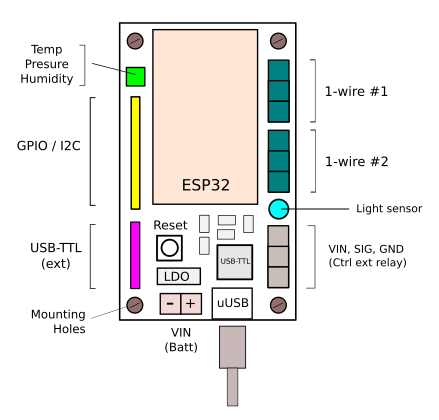 Temp
Presure
Humidity
GPIO / I2C
USB-TTL
(ext)
Mounting
Holes
ESP32
Reset
LDO
USB-TTL
- +
uUSB
VIN
(Batt)
1-wire #1
1-wire #2
Light sensor
VIN, SIG, GND
(Ctrl ext relay)